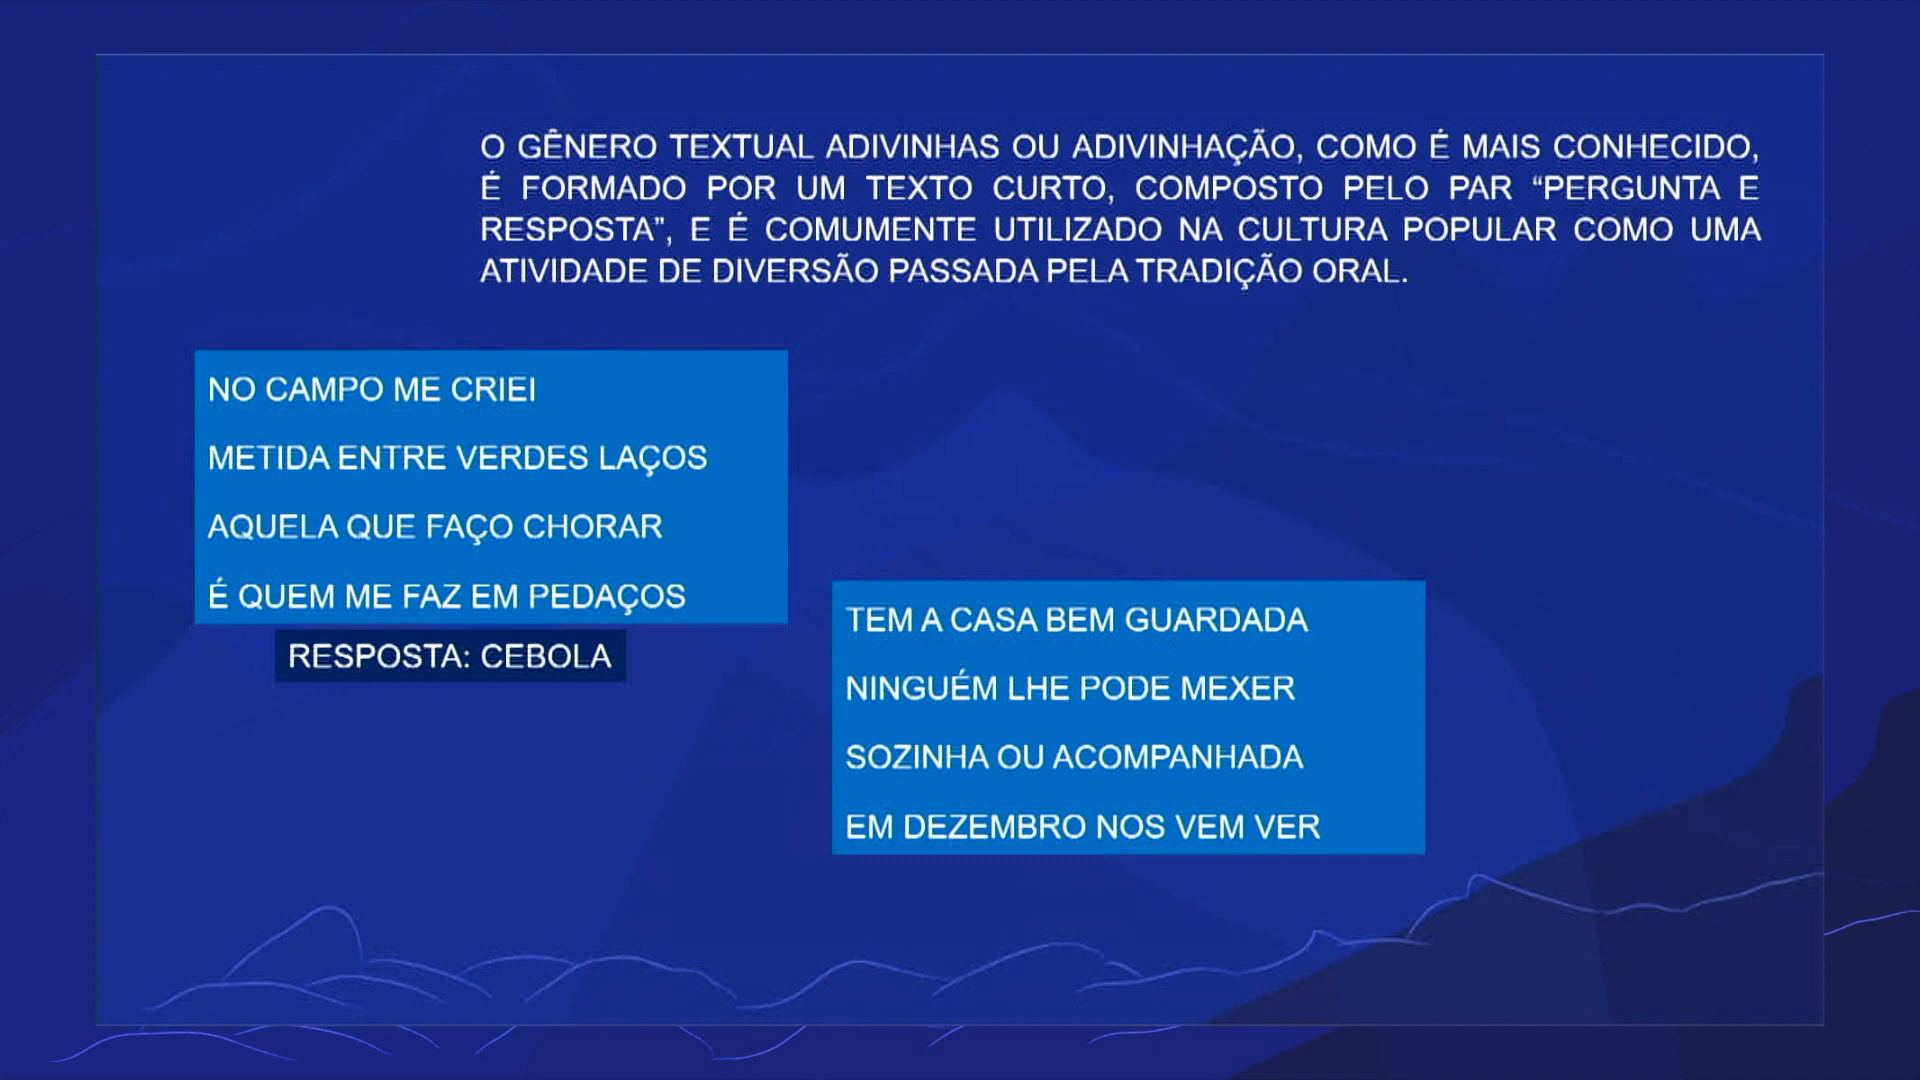 O GÊNERO TEXTUAL ADIVINHAS OU ADIVINHAÇÃO, COMO É MAIS CONHECIDO,
É FORMADO POR UM TEXTO CURTO, COMPOSTO PELO PAR “PERGUNTA E
RESPOSTA”, E É COMUMENTE UTILIZADO NA CULTURA POPULAR COMO UMA
ATIVIDADE DE DIVERSÃO PASSADA PELA TRADIÇÃO ORAL.
NO CAMPO ME CRIEI
METIDA ENTRE VERDES LAÇOS
AQUELA QUE FAÇO CHORAR
É QUEM ME FAZ EM PEDAÇOS
RESPOSTA: CEBOLA
TEM A CASA BEM GUARDADA
NINGUÉM LHE PODE MEXER
SOZINHA OU ACOMPANHADA
EM DEZEMBRO NOS VEM VER